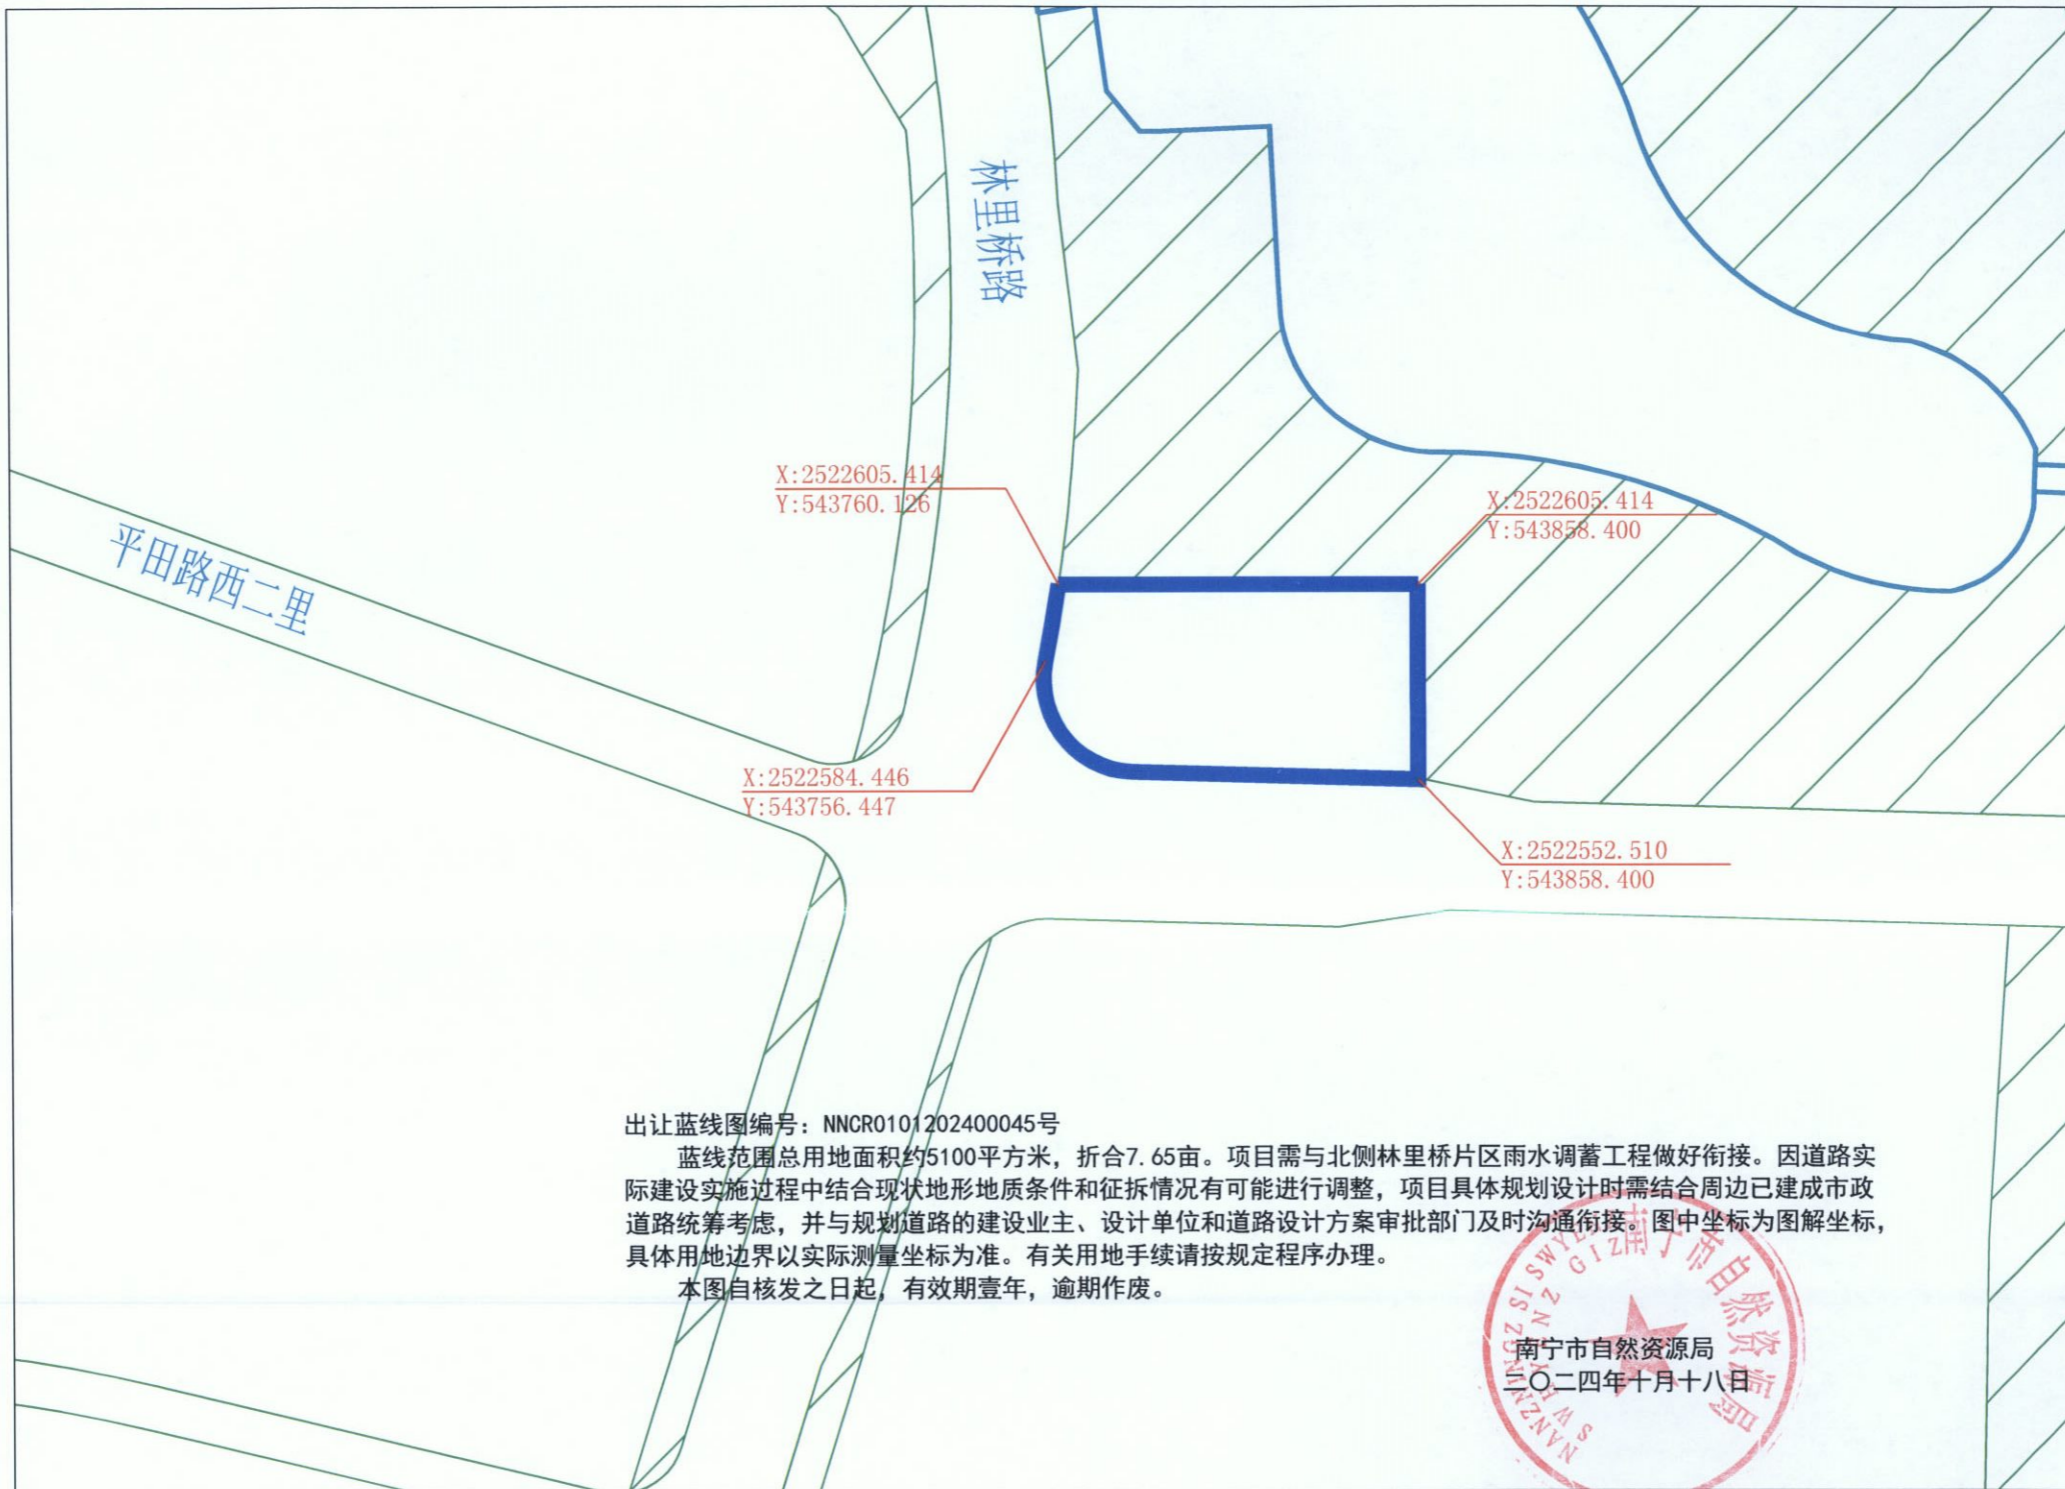 林里桥路
X:2522605.414
Y:543760.126
X:2522605.414
Y:543858.400
平田路西二里
X:2522584.446
Y:543756.447
X:2522552.510
Y:543858.400
出让蓝线图编号：NNCR0101202400045号
蓝线范围总用地面积约5100平方米，折合7.65亩。项目需与北侧林里桥片区雨水调蓄工程做好衔接。因道路实
际建设实施过程中结合现状地形地质条件和征拆情况有可能进行调整，项目具体规划设计时需结合周边已建成市政
道路统筹考虑，并与规划道路的建设业主、设计单位和道路设计方案审批部门及时沟通衔接。图中坐标为图解坐标，
具体用地边界以实际测量坐标为准。有关用地手续请按规定程序办理。
本图自核发之日起，有效期壹年，逾期作废。
南宁市自然资源局
南宁市自然资源局
二〇二四年十月十八日